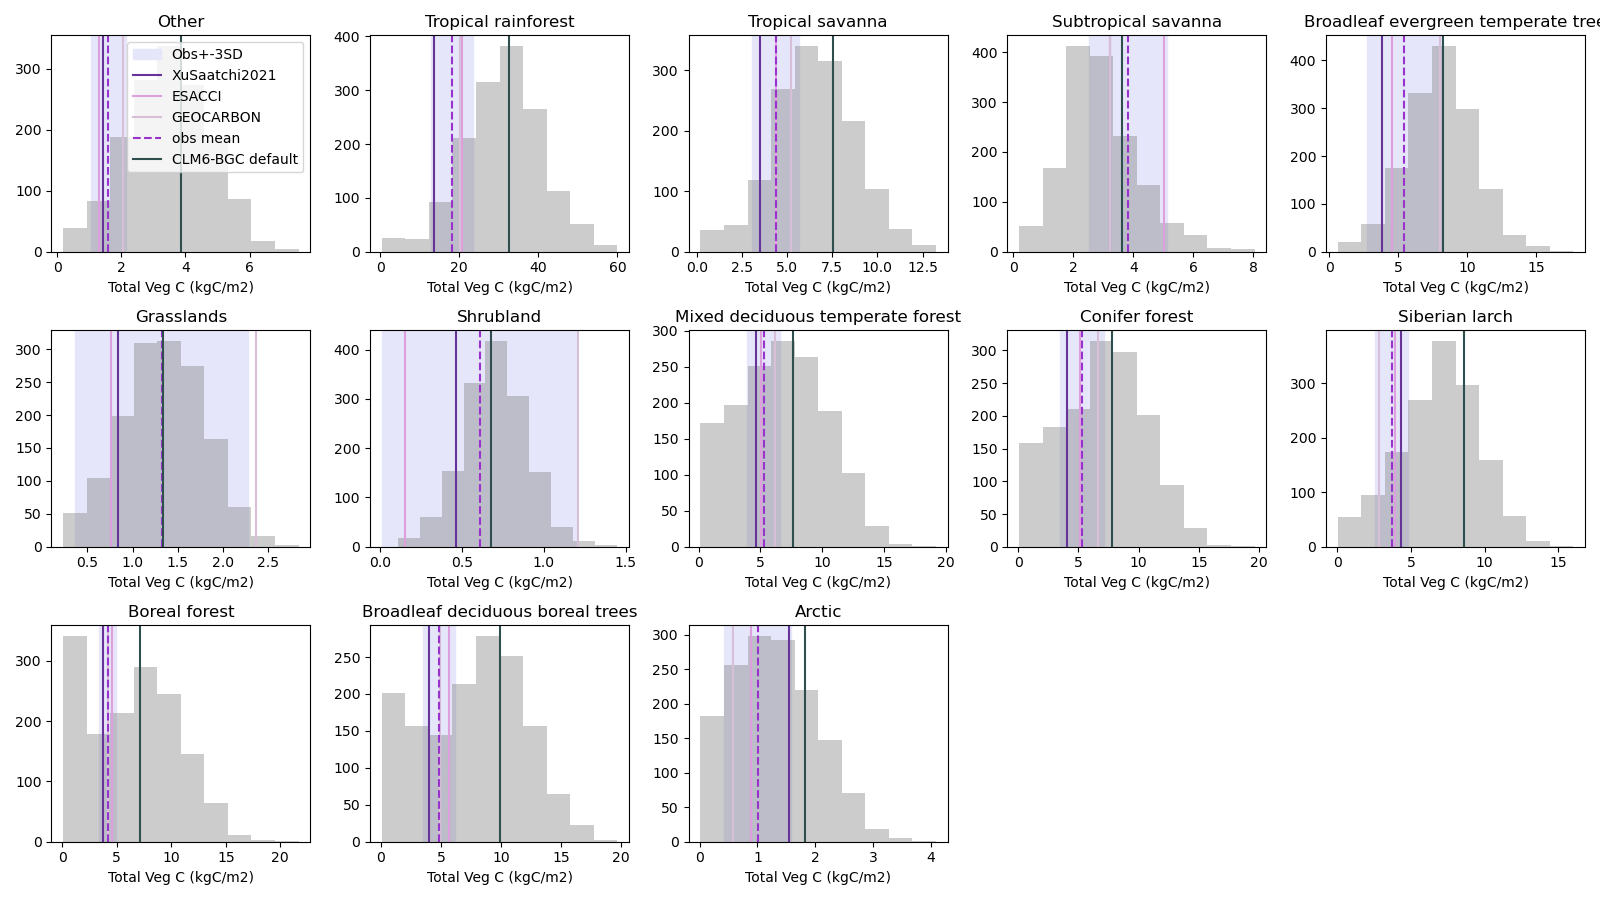 Other
Obs+-3SD
XuSaatchi2021
ESACCI
GEOCARBON
obs mean
CLM6-BGC default
0
100
200
300
0 2 4 6
Total Veg C (kgC/m2)
Tropical rainforest
0
100
200
300
400
0 20 40 60
Total Veg C (kgC/m2)
Tropical savanna
0
100
200
300
0.0 2.5 5.0 7.5 10.0 12.5
Total Veg C (kgC/m2)
Subtropical savanna
0
100
200
300
400
0 2 4 6 8
Total Veg C (kgC/m2)
Broadleaf evergreen temperate tree
0
100
200
300
400
0 5 10 15
Total Veg C (kgC/m2)
Grasslands
0
50
100
150
200
250
300
0.5 1.0 1.5 2.0 2.5
Total Veg C (kgC/m2)
Shrubland
0
100
200
300
400
0.0 0.5 1.0 1.5
Total Veg C (kgC/m2)
Mixed deciduous temperate forest
0
50
100
150
200
250
300
0 5 10 15 20
Total Veg C (kgC/m2)
Conifer forest
0
50
100
150
200
250
300
0 5 10 15 20
Total Veg C (kgC/m2)
Siberian larch
0
100
200
300
0 5 10 15
Total Veg C (kgC/m2)
Boreal forest
0
100
200
300
0 5 10 15 20
Total Veg C (kgC/m2)
Broadleaf deciduous boreal trees
0
50
100
150
200
250
0 5 10 15 20
Total Veg C (kgC/m2)
Arctic
0
50
100
150
200
250
300
0 1 2 3 4
Total Veg C (kgC/m2)